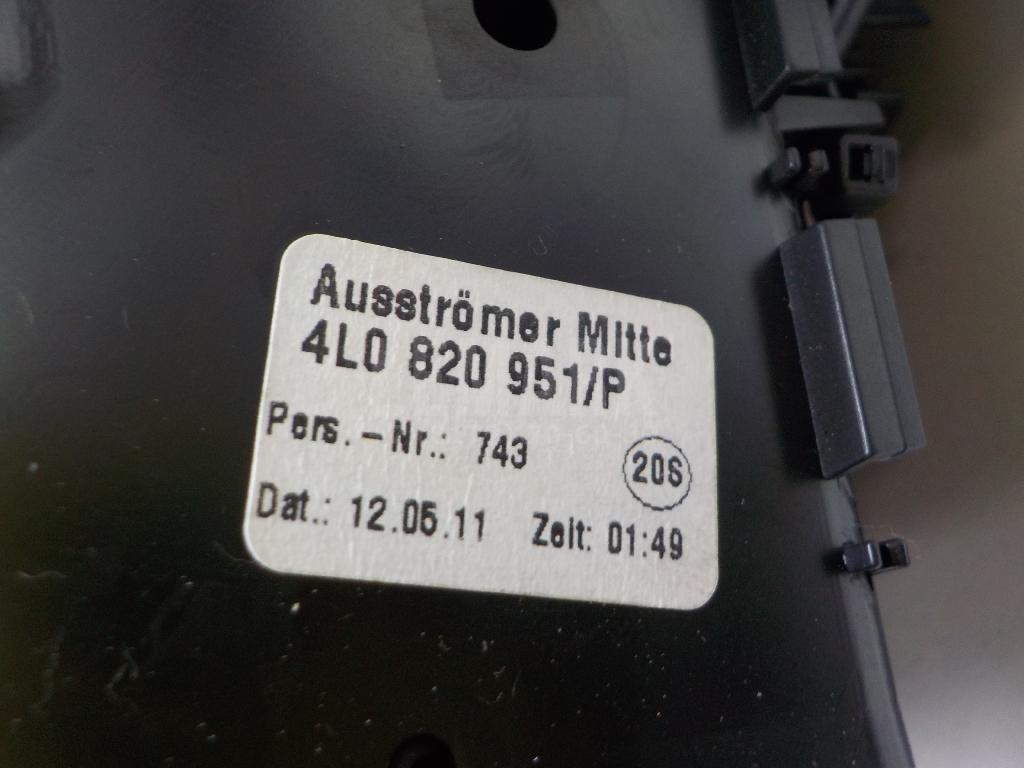 Ausströmer Mitte
4L0 820 951/P
Pers.-Nr.: 743
206
Dat.: 12.05.11 Zeit: 01:49